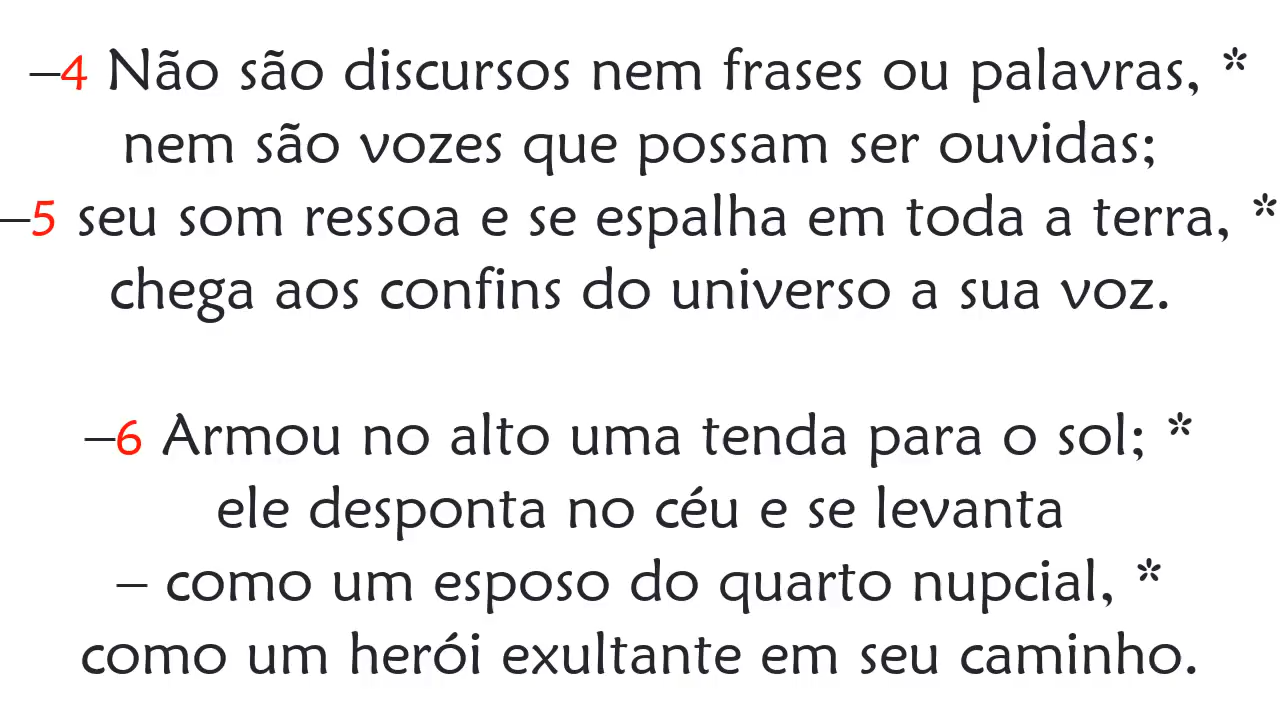 –4 Não são discursos nem frases ou palavras, *
nem são vozes que possam ser ouvidas;
–5 seu som ressoa e se espalha em toda a terra, *
chega aos confins do universo a sua voz.
–6 Armou no alto uma tenda para o sol; *
ele desponta no céu e se levanta
– como um esposo do quarto nupcial, *
como um herói exultante em seu caminho.